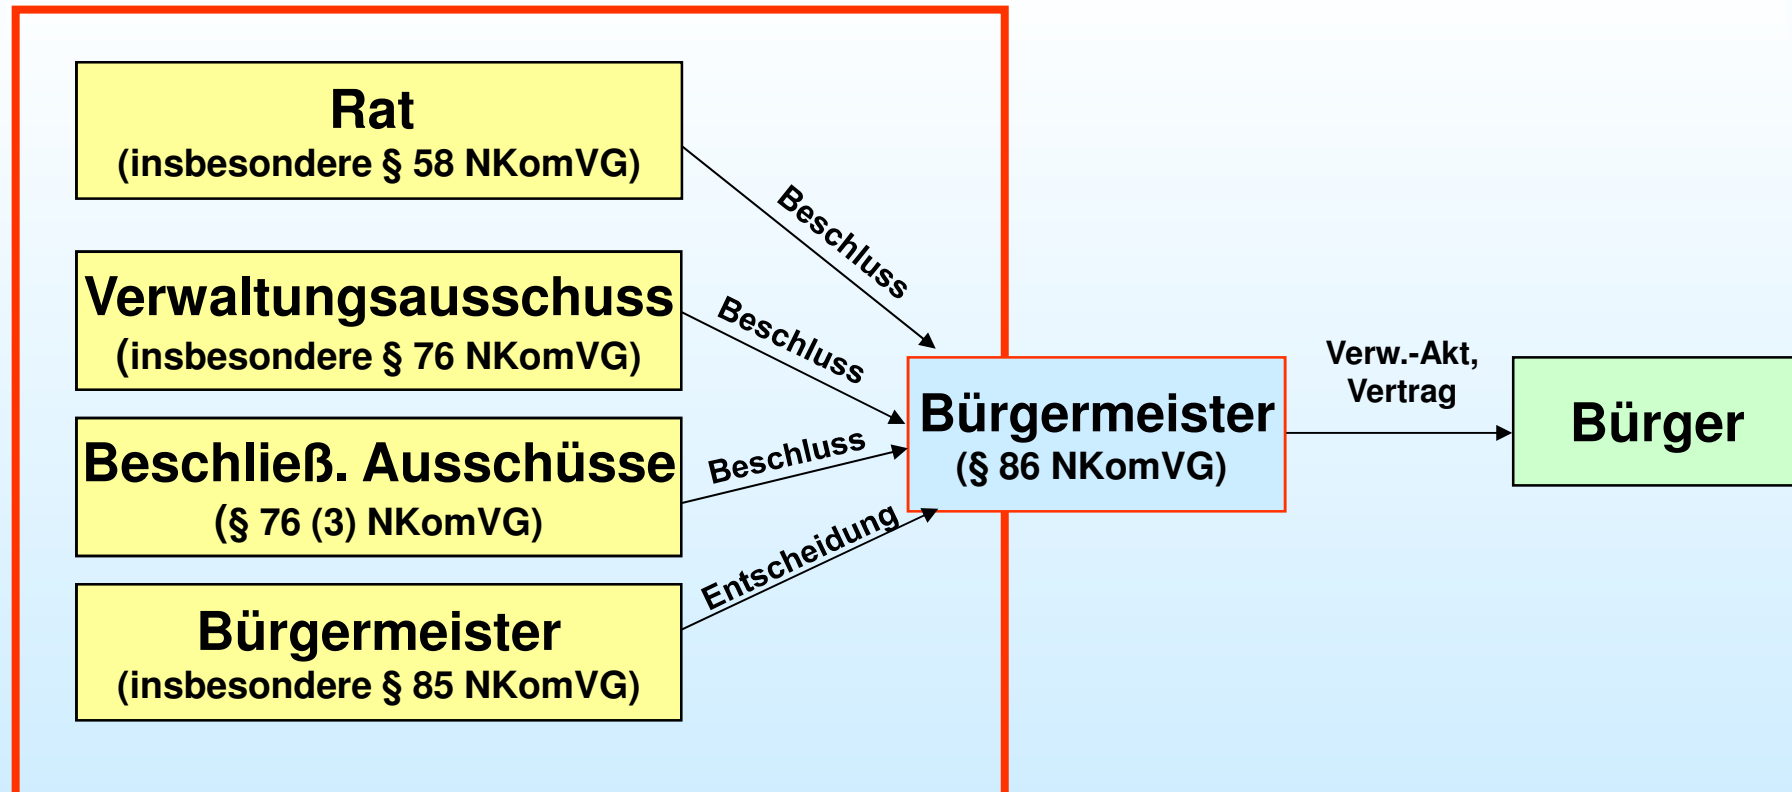 Rat
(insbesondere § 58 NKomVG)
Verwaltungsausschuss
(insbesondere § 76 NKomVG)
Beschließ. Ausschüsse
(§ 76 (3) NKomVG)
Bürgermeister
(insbesondere § 85 NKomVG)
Beschluss
Beschluss
Beschluss
Entscheidung
Bürgermeister
(§ 86 NKomVG)
Verw.-Akt,
Vertrag
Bürger